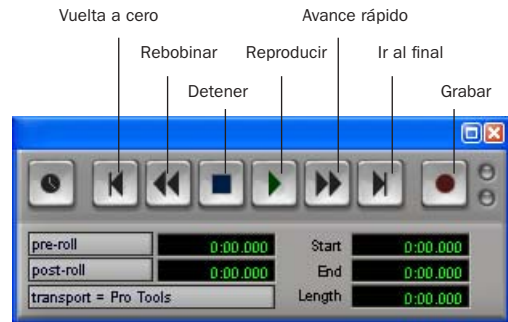 Vuelta a cero
Avance rápido
Rebobinar
Reproducir
Ir al final
Detener
Grabar
pre-roll 0:00.000 Start 0:00.000
post-roll 0:00.000 End 0:00.000
transport = Pro Tools Length 0:00.000